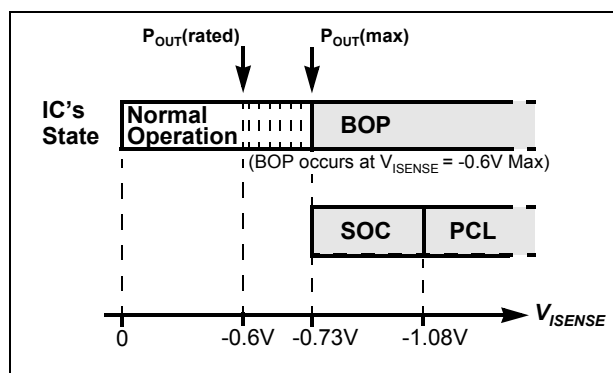 P_OUT(rated) P_OUT(max)
IC's State
Normal Operation
BOP
(BOP occurs at V_ISENSE = -0.6V Max)
SOC PCL
V_ISENSE
0 -0.6V -0.73V -1.08V